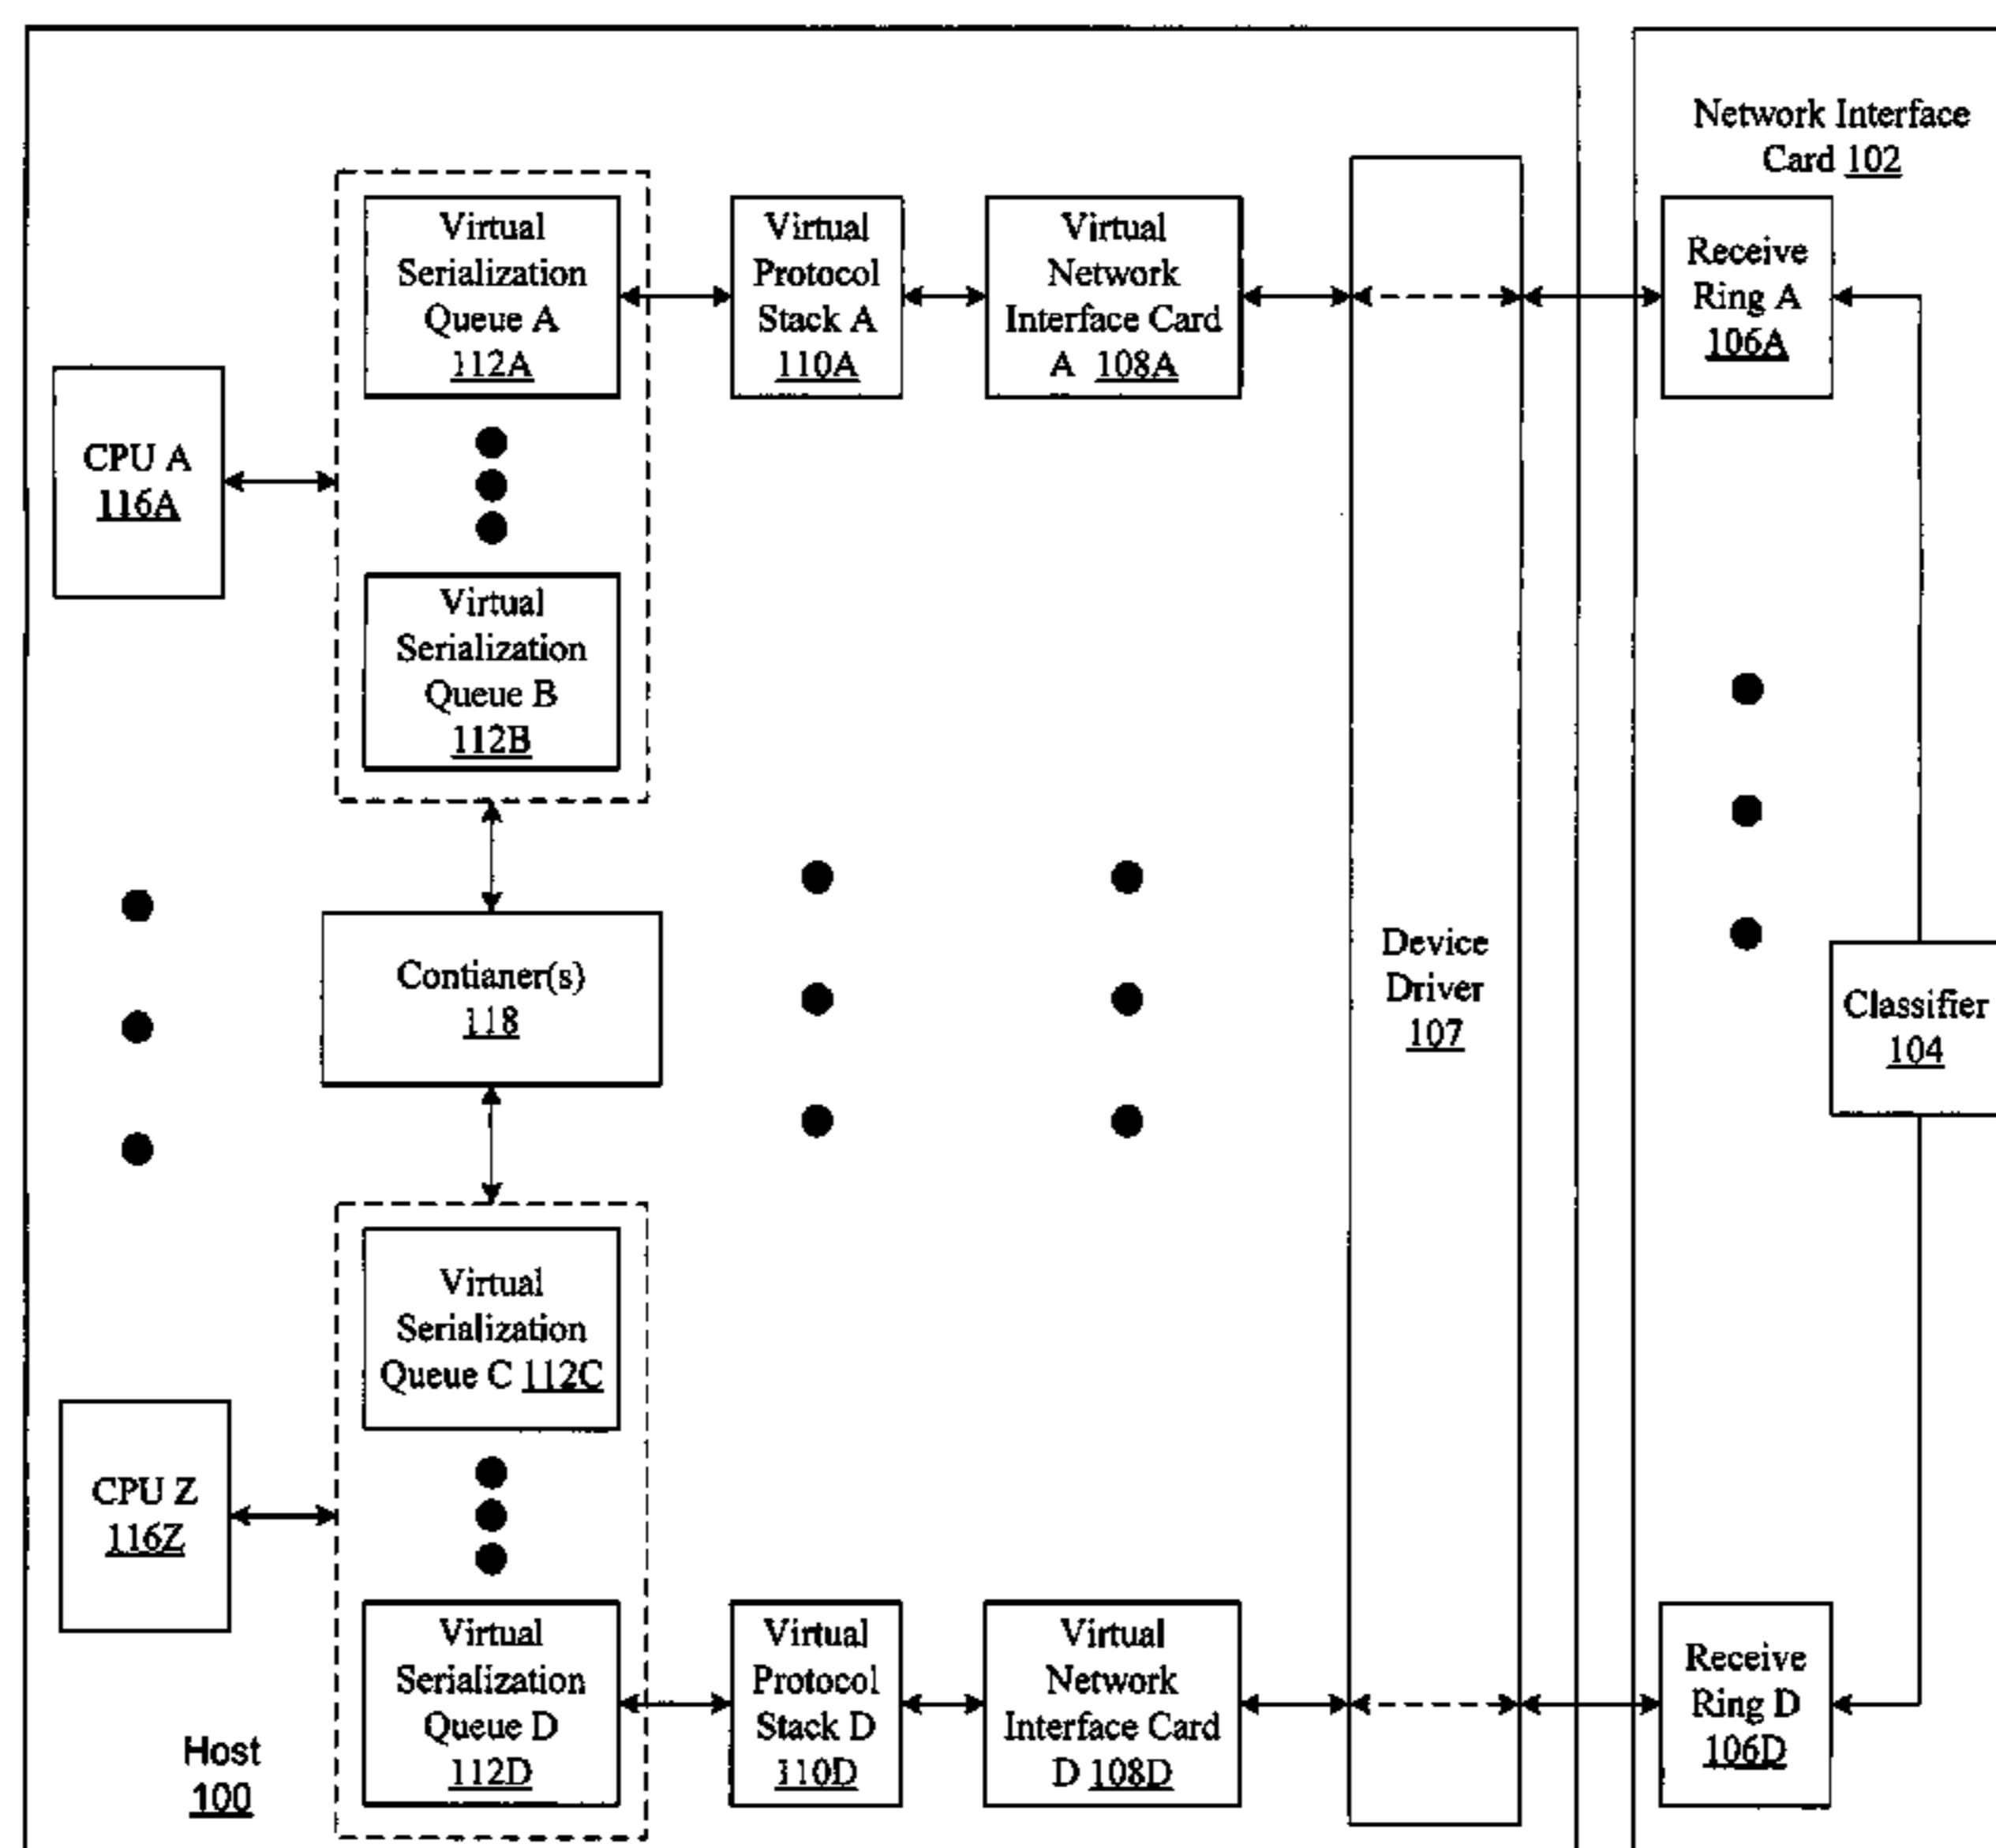 Network Interface
Card 102
Virtual
Serialization
Queue A
112A
Virtual
Protocol
Stack A
110A
Virtual
Network
Interface Card
A 108A
Receive
Ring A
106A
CPU A
116A
Virtual
Serialization
Queue B
112B
Contianer(s)
118
Device
Driver
107
Classifier
104
Virtual
Serialization
Queue C 112C
CPU Z
116Z
Virtual
Serialization
Queue D
112D
Virtual
Protocol
Stack D
110D
Virtual
Network
Interface Card
D 108D
Receive
Ring D
106D
Host
100